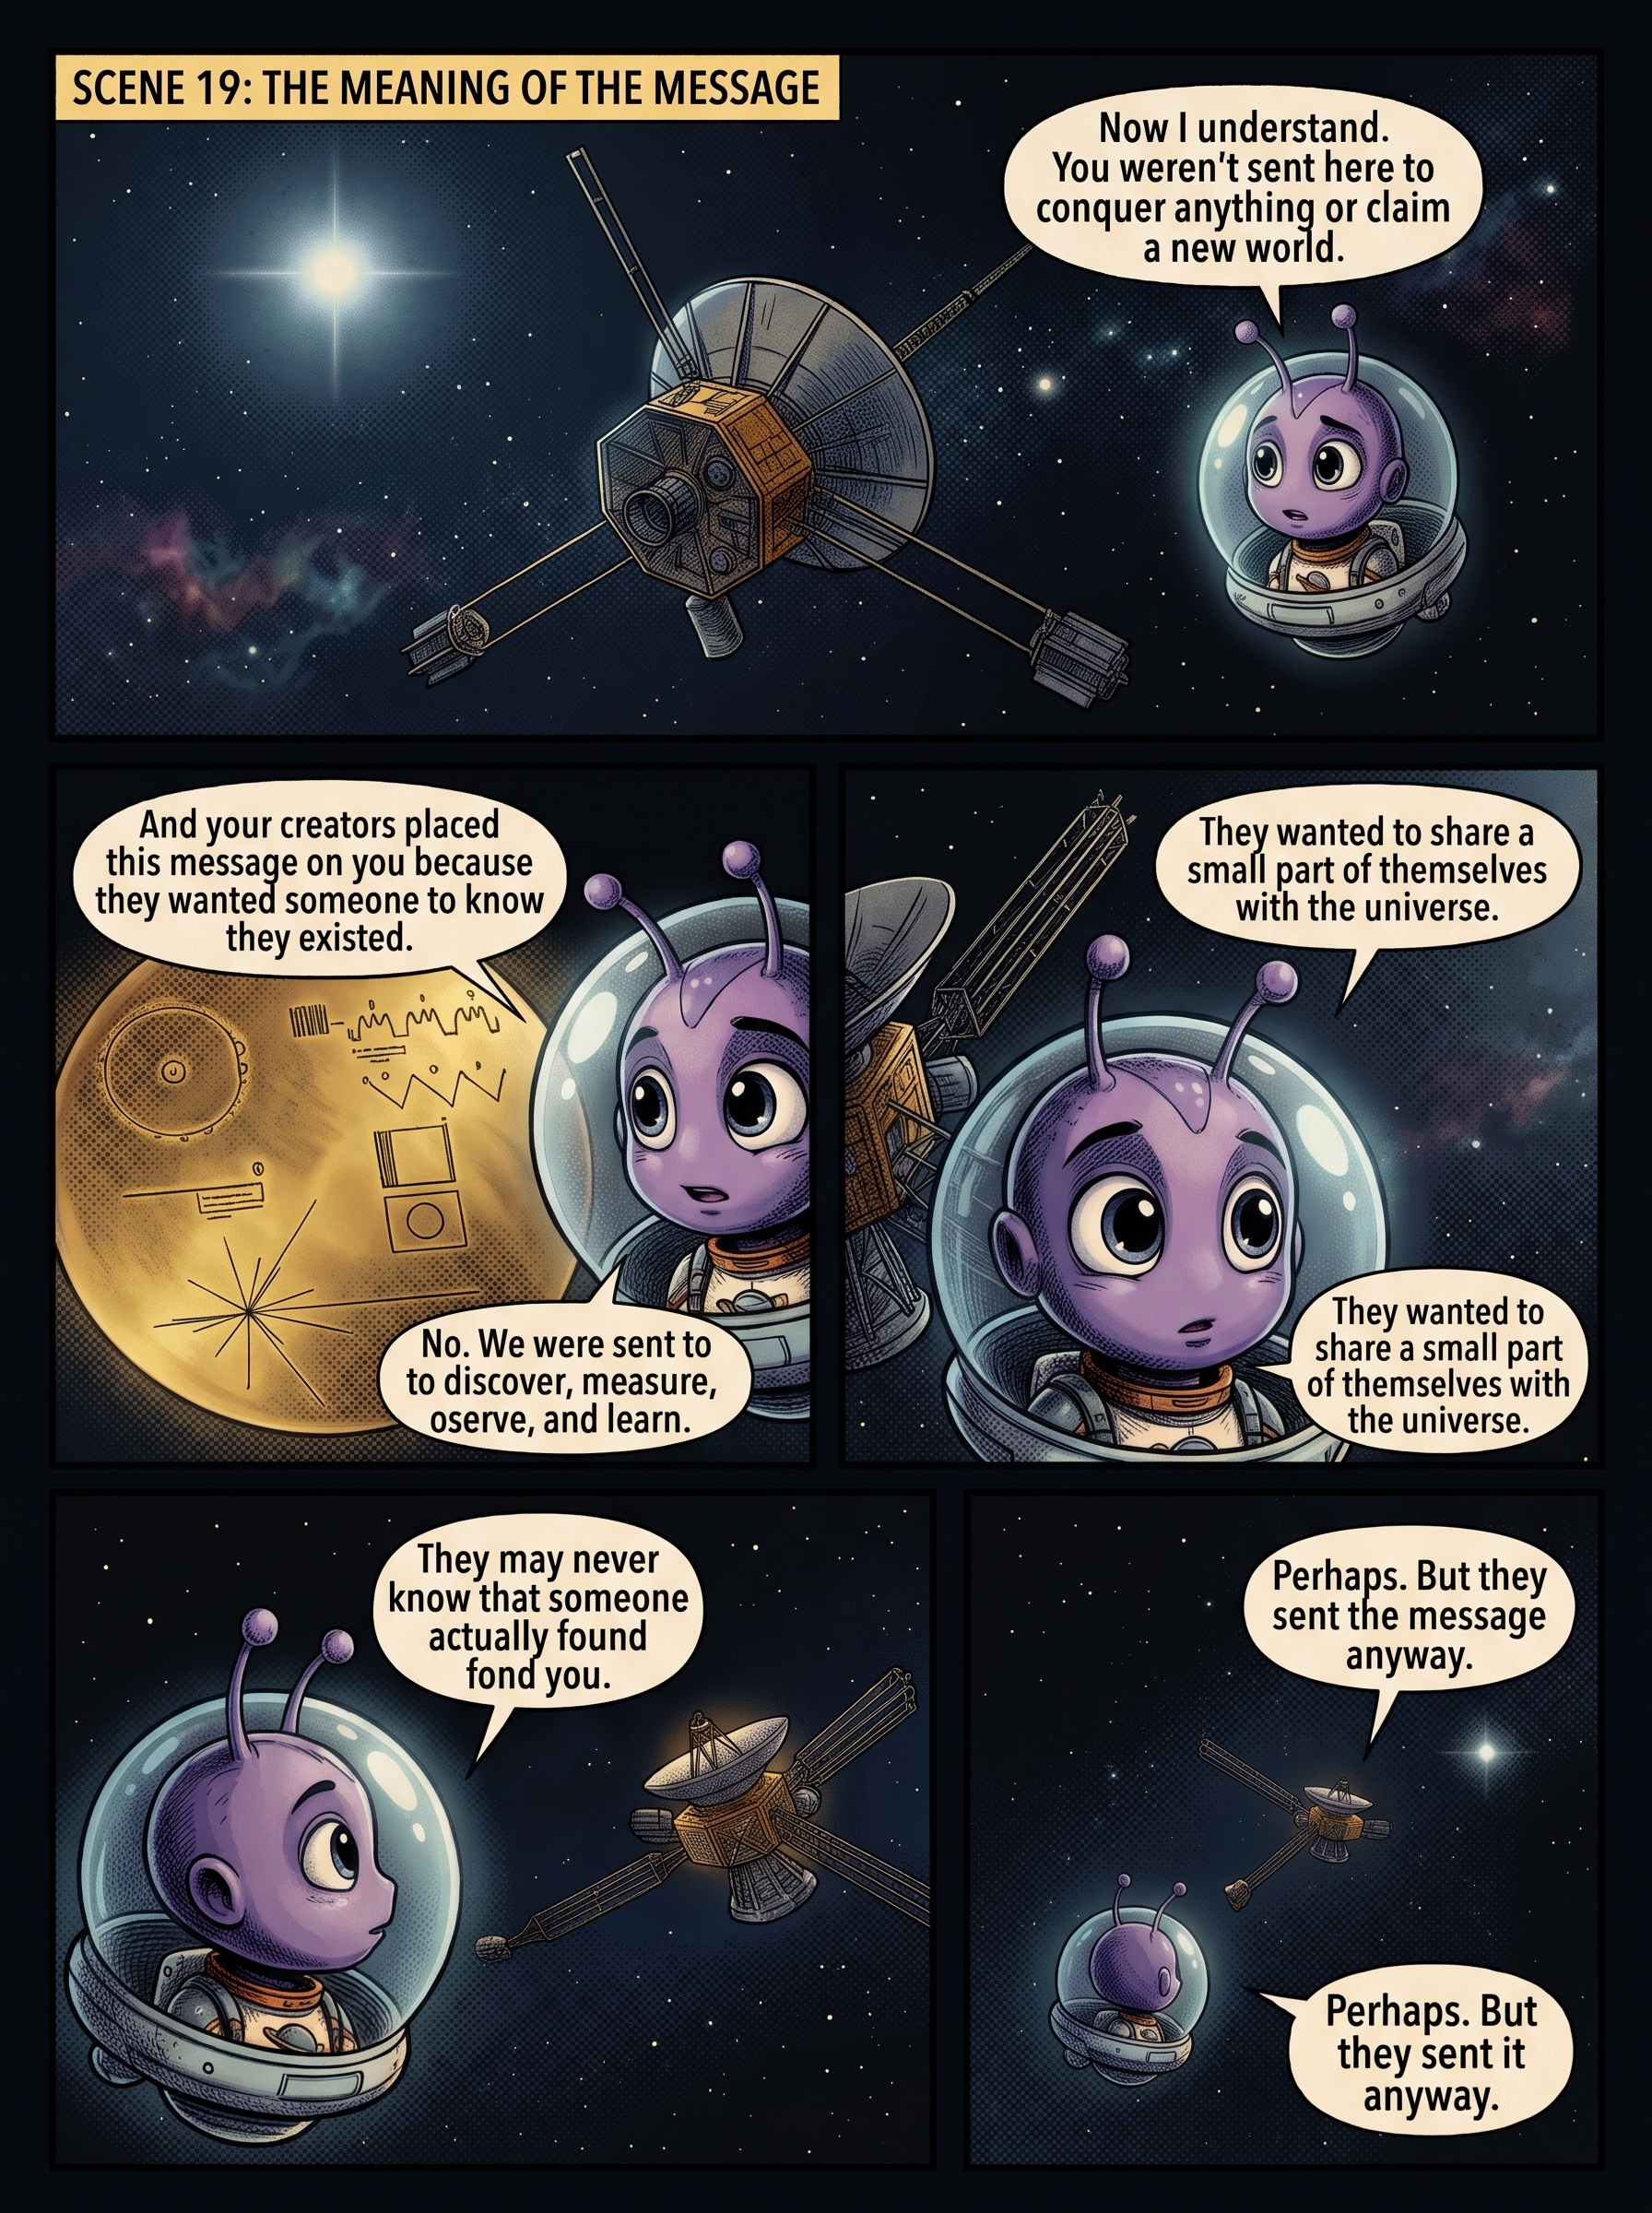 SCENE 19: THE MEANING OF THE MESSAGE
Now I understand.
You weren't sent here to
conquer anything or claim
a new world.
And your creators placed
this message on you because
they wanted someone to know
they existed.
No. We were sent to
to discover, measure,
oserve, and learn.
They wanted to share a
small part of themselves
with the universe.
They wanted to
share a small part
of themselves with
the universe.
They may never
know that someone
actually found
fond you.
Perhaps. But they
sent the message
anyway.
Perhaps. But
they sent it
anyway.